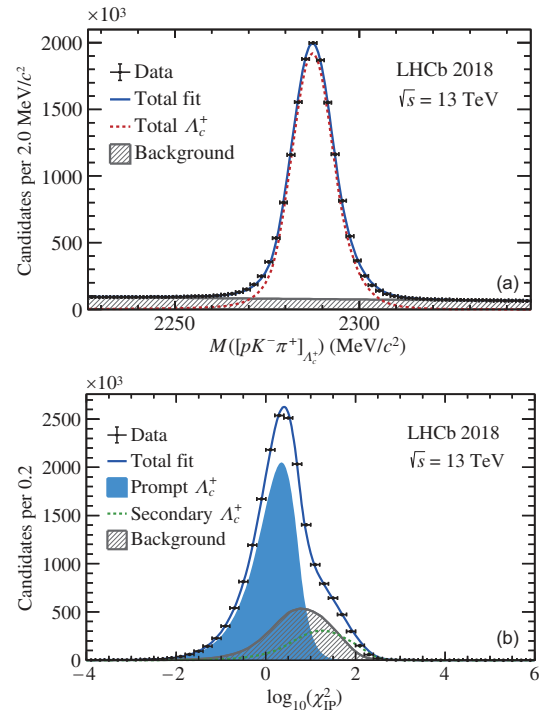 ×10³
2000
1500
1000
500
0
Candidates per 2.0 MeV/c²
Data
Total fit
Total Λc⁺
Background
LHCb 2018
√s = 13 TeV
(a)
2250 2300
M([pK⁻π⁺]Λc⁺) (MeV/c²)
×10³
2500
2000
1500
1000
500
0
Candidates per 0.2
Data
Total fit
Prompt Λc⁺
Secondary Λc⁺
Background
LHCb 2018
√s = 13 TeV
(b)
−4 −2 0 2 4 6
log₁₀(χ²IP)